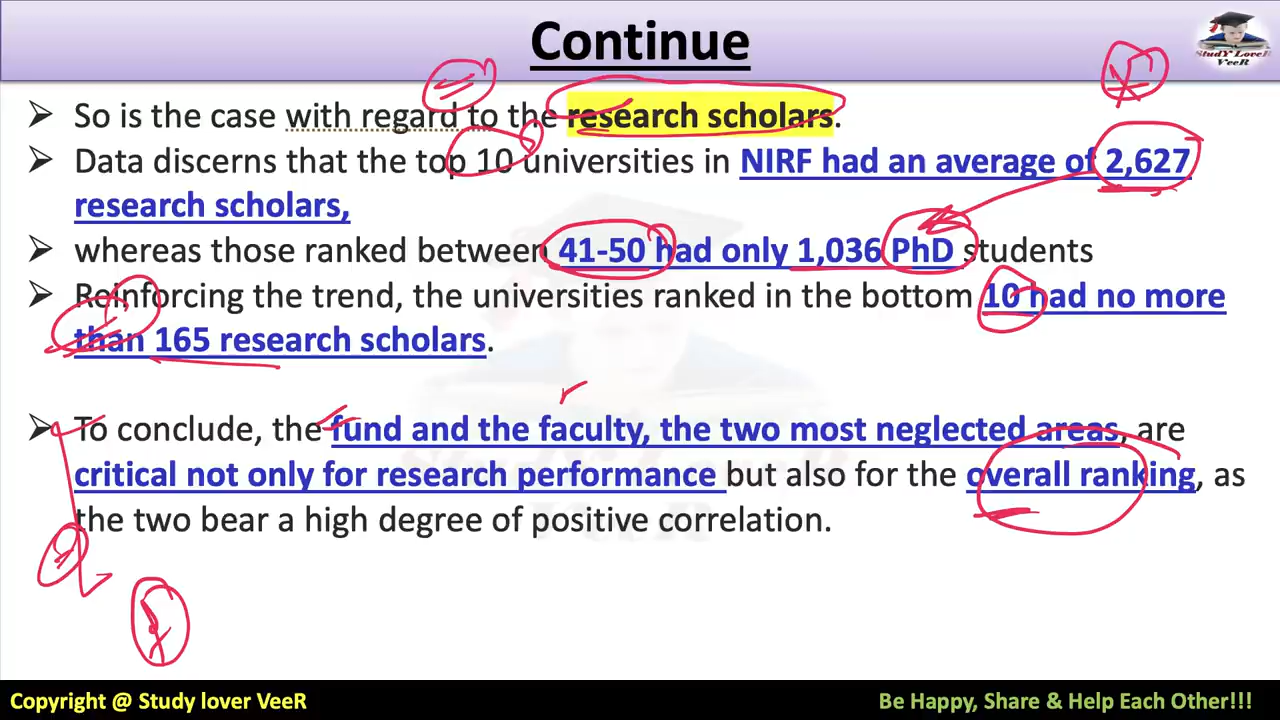 Continue
StudY LoveR
VeeR
➢ So is the case with regard to the research scholars.
➢ Data discerns that the top 10 universities in NIRF had an average of 2,627
research scholars,
➢ whereas those ranked between 41-50 had only 1,036 PhD students
➢ Reinforcing the trend, the universities ranked in the bottom 10 had no more
than 165 research scholars.
➢ To conclude, the fund and the faculty, the two most neglected areas, are
critical not only for research performance but also for the overall ranking, as
the two bear a high degree of positive correlation.
Copyright @ Study lover VeeR
Be Happy, Share & Help Each Other!!!